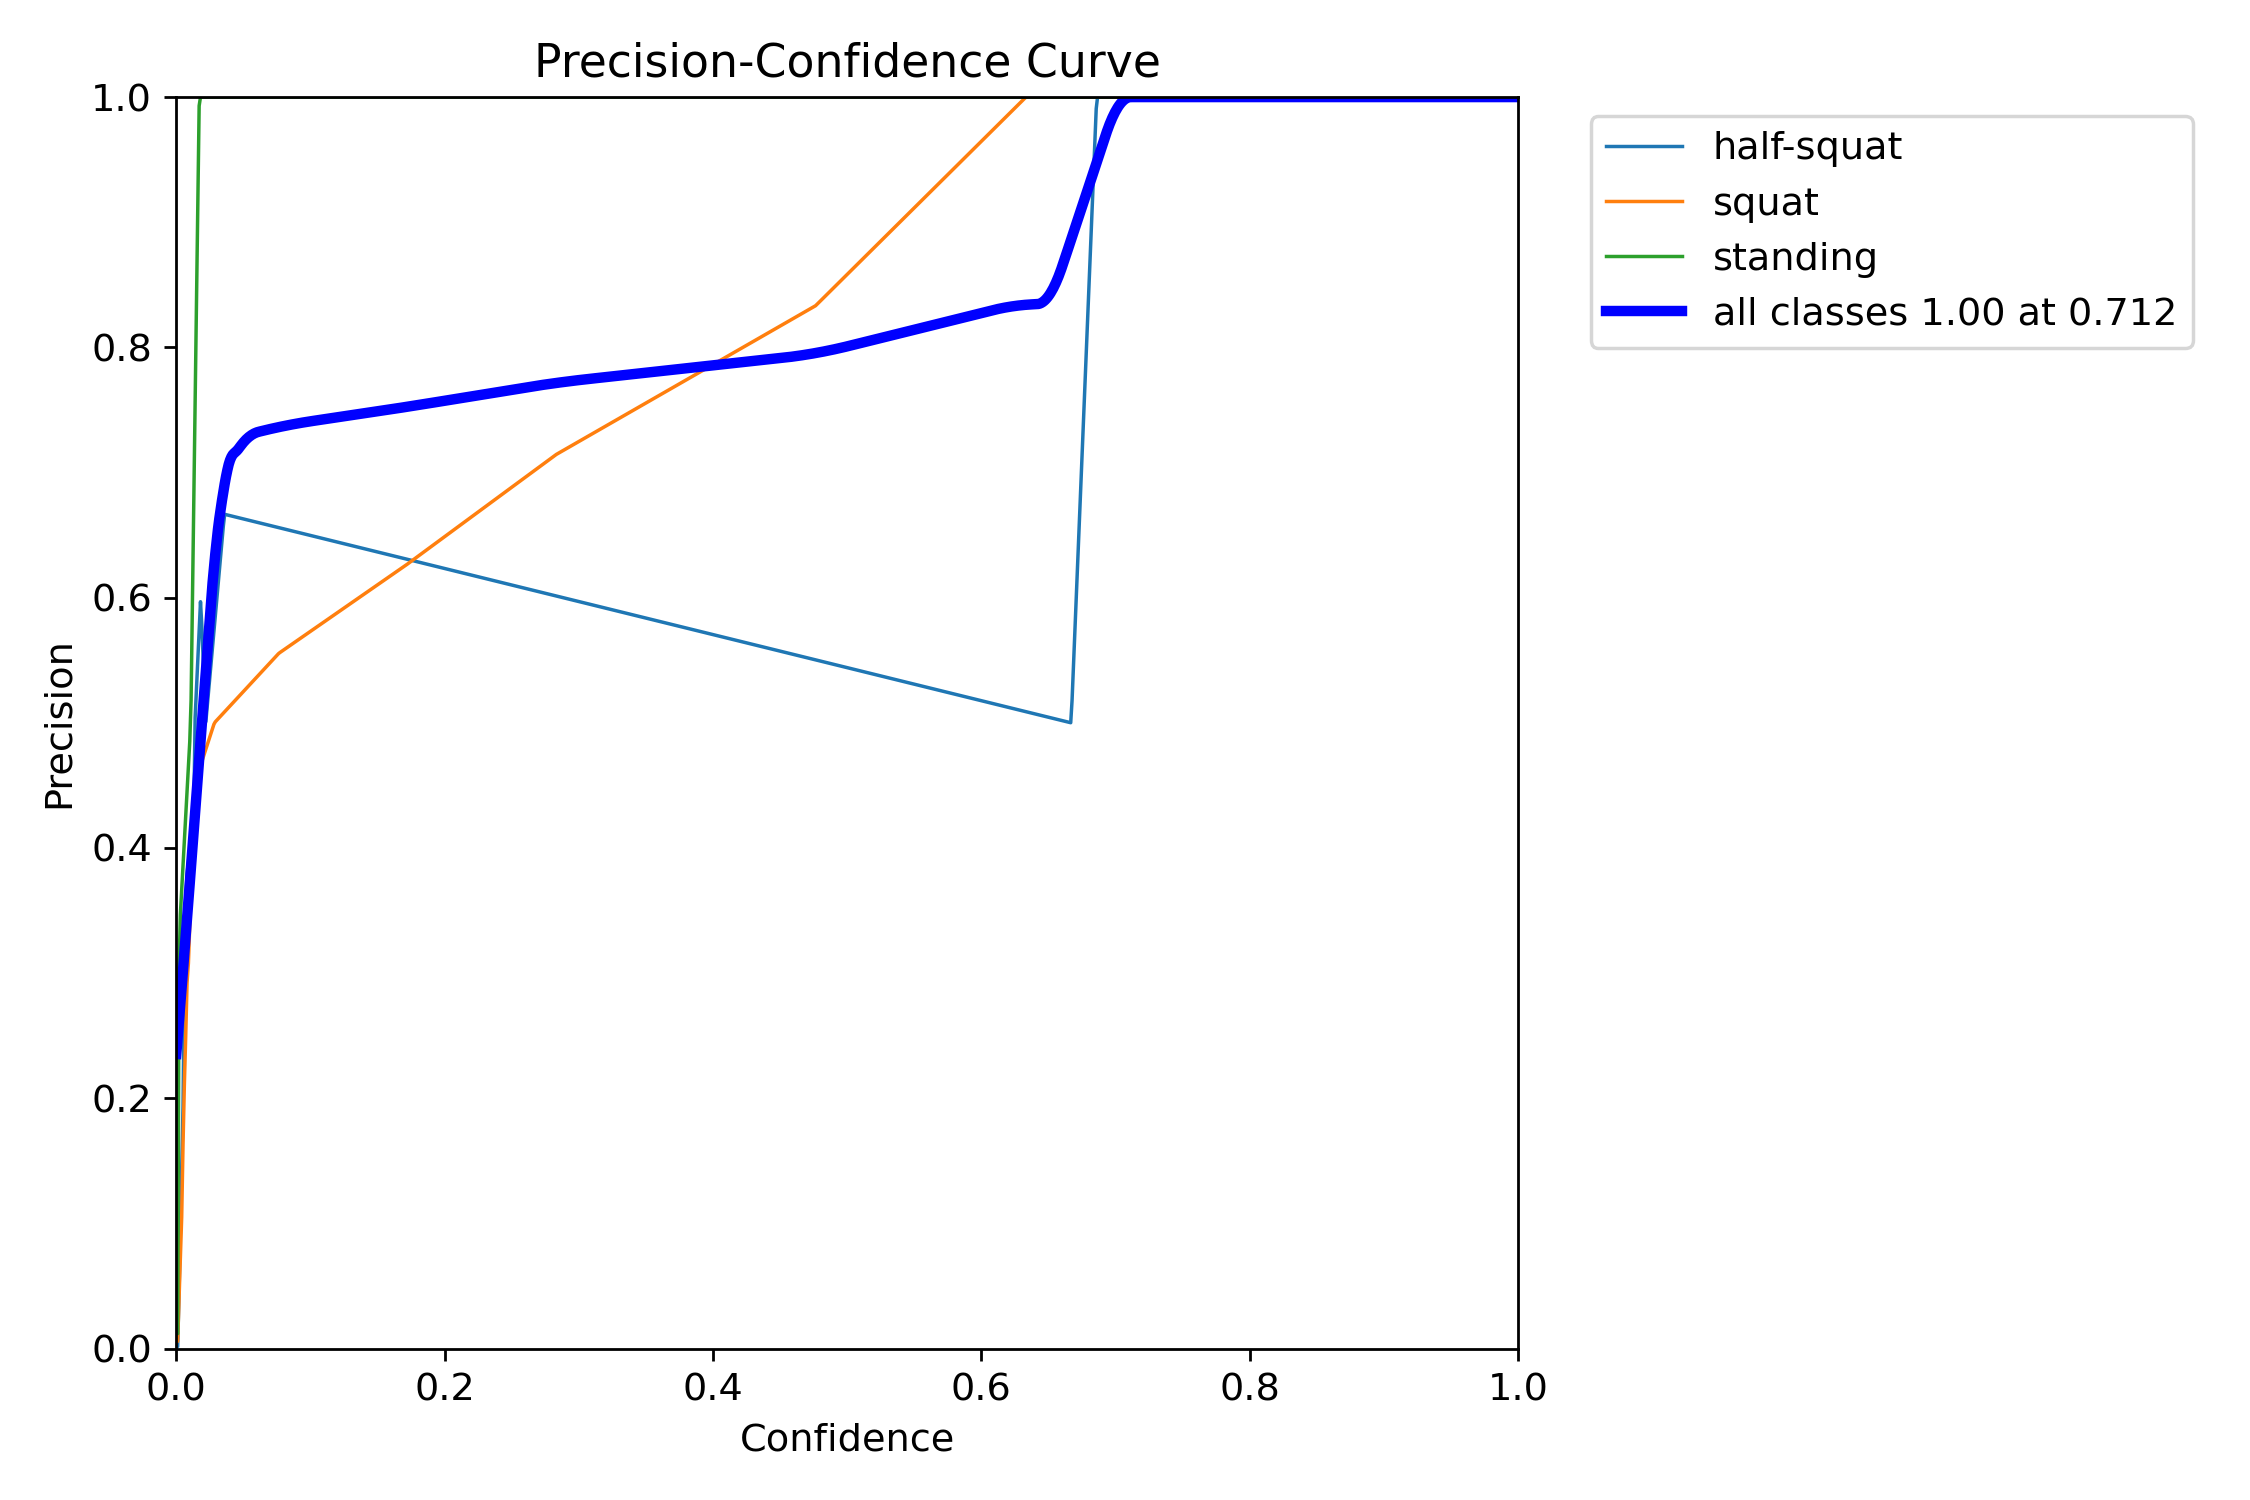 Precision-Confidence Curve
1.0
0.8
0.6
0.4
0.2
0.0
Precision
0.0 0.2 0.4 0.6 0.8 1.0
Confidence
half-squat
squat
standing
all classes 1.00 at 0.712